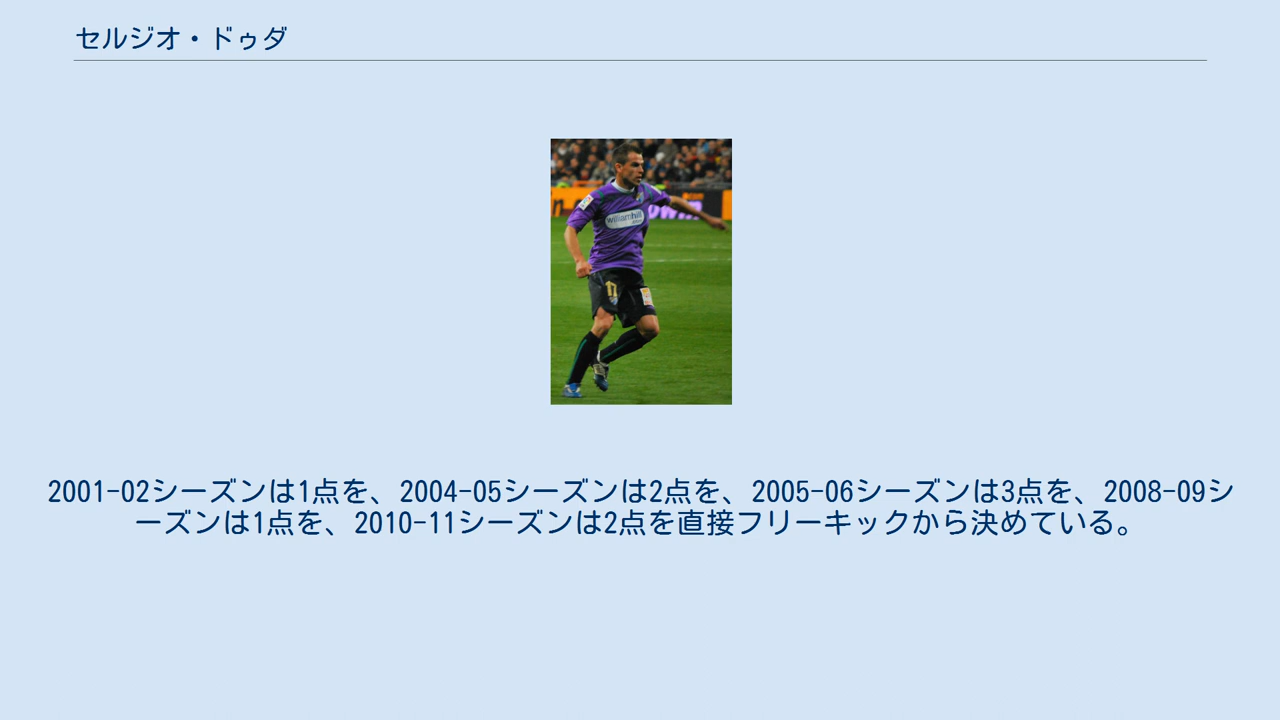 セルジオ・ドゥダ
williamhill
17
2001-02シーズンは1点を、2004-05シーズンは2点を、2005-06シーズンは3点を、2008-09シ
ーズンは1点を、2010-11シーズンは2点を直接フリーキックから決めている。